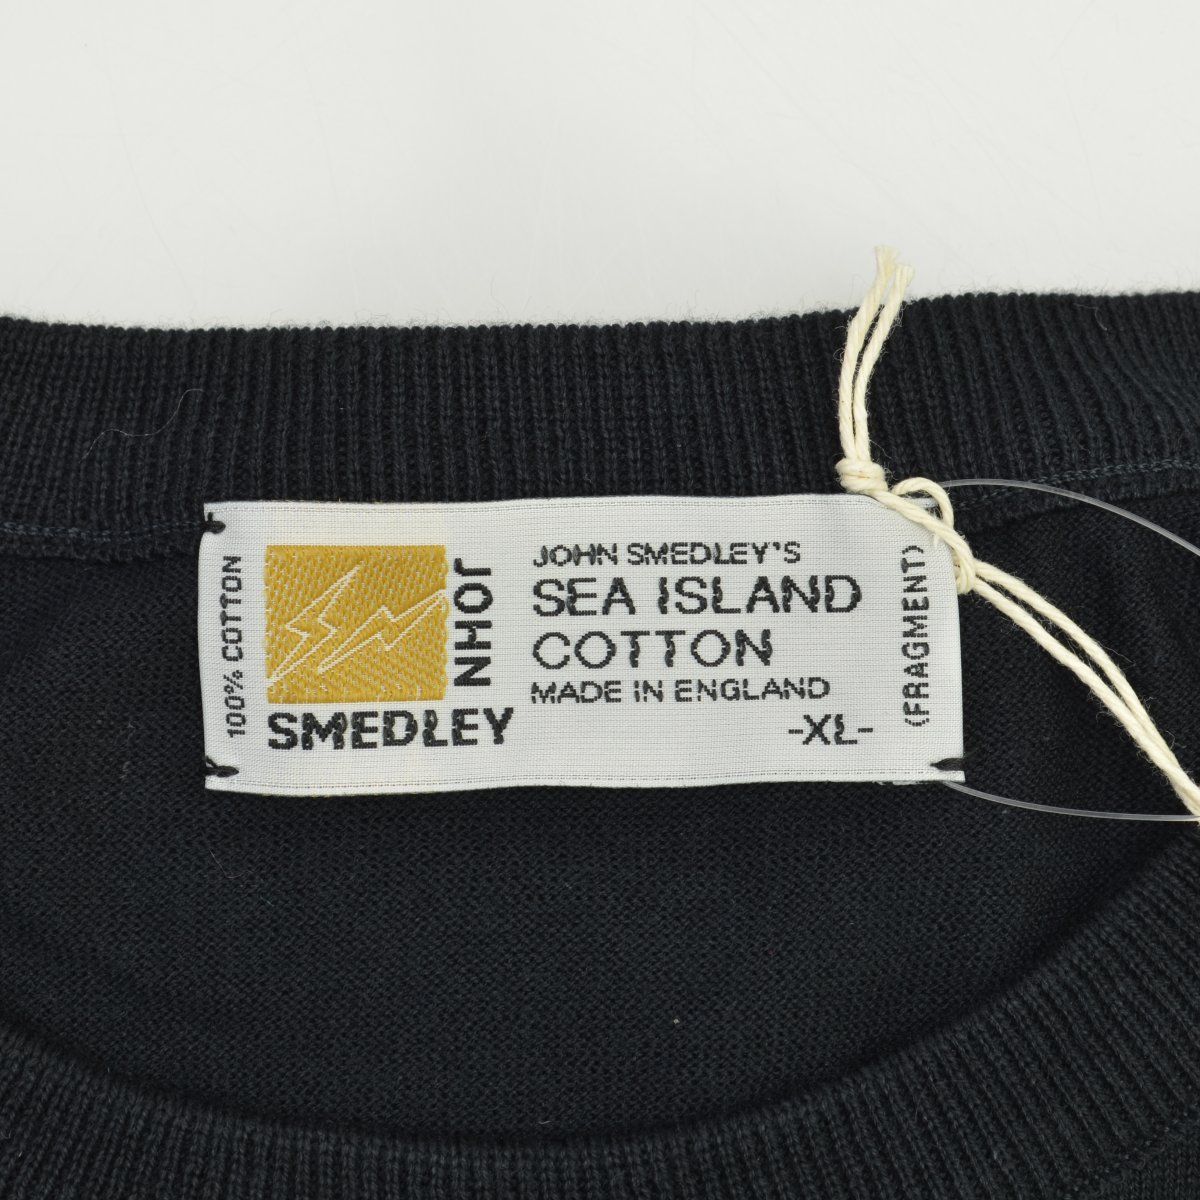 100% COTTON
JOHN
SMEDLEY
JOHN SMEDLEY'S
SEA ISLAND
COTTON
MADE IN ENGLAND
-XL-
(FRAGMENT)